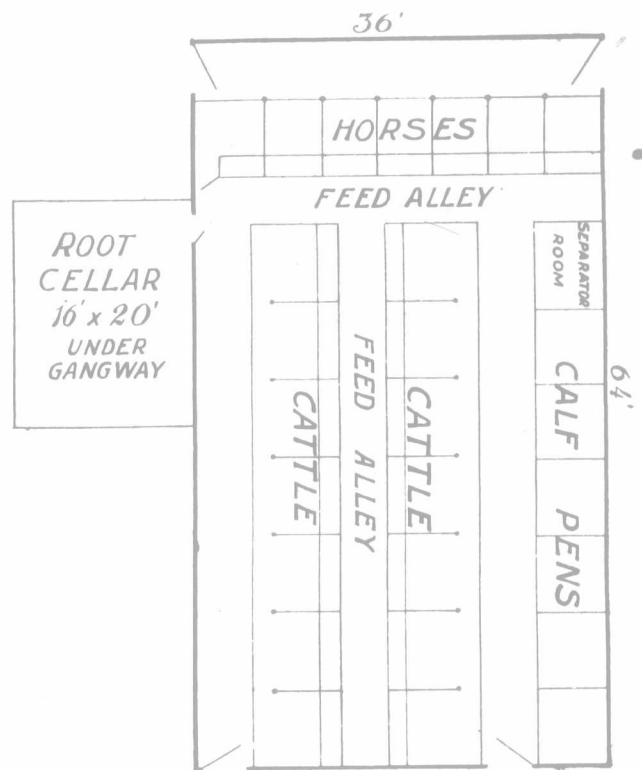 36'
HORSES
FEED ALLEY
ROOT
CELLAR
16' x 20'
UNDER
GANGWAY
SEPARATOR
ROOM
64'
CATTLE
FEED ALLEY
CATTLE
CALF PENS